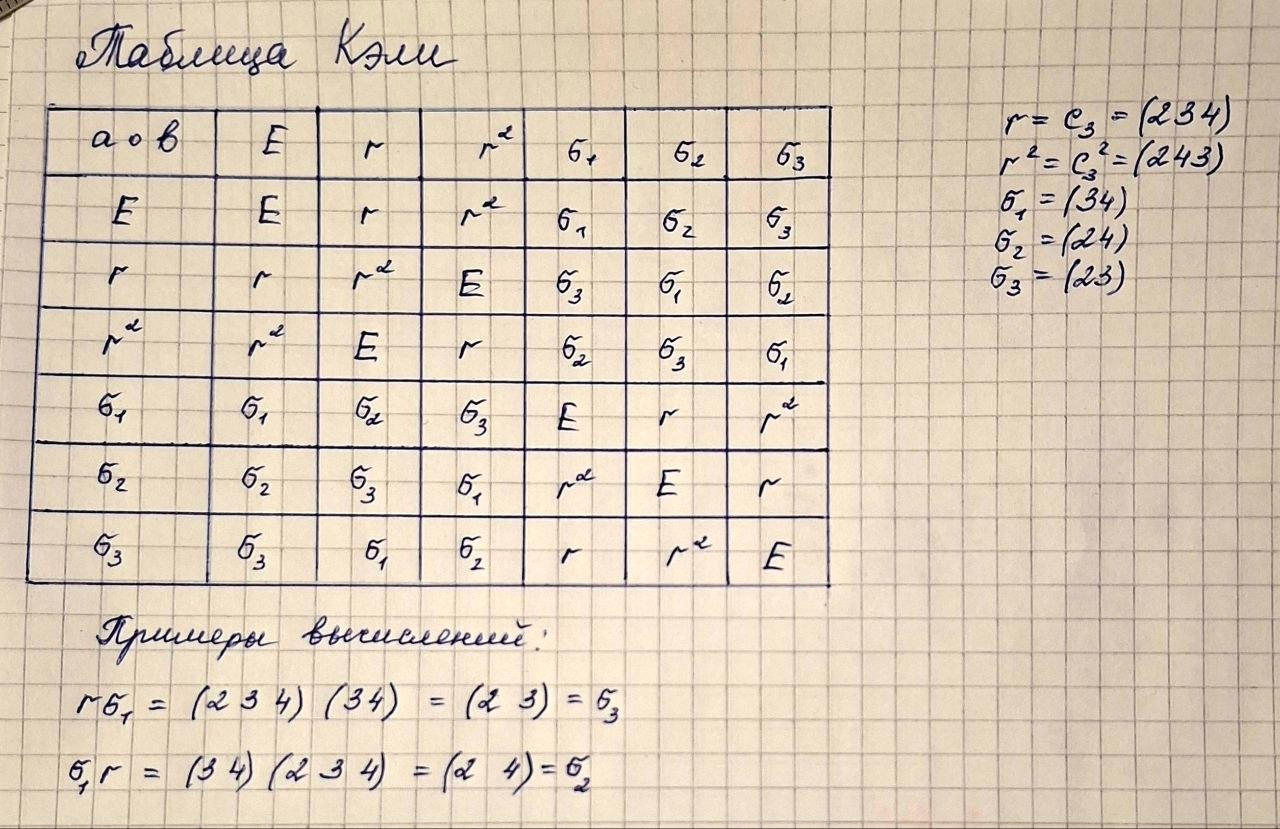 Таблица Кэли
a∘b E r r² σ₁ σ₂ σ₃
E E r r² σ₁ σ₂ σ₃
r r r² E σ₃ σ₁ σ₂
r² r² E r σ₂ σ₃ σ₁
σ₁ σ₁ σ₂ σ₃ E r r²
σ₂ σ₂ σ₃ σ₁ r² E r
σ₃ σ₃ σ₁ σ₂ r r² E
r = C₃ = (234)
r² = C₃² = (243)
σ₁ = (34)
σ₂ = (24)
σ₃ = (23)
Примеры вычислений:
rσ₁ = (2 3 4) (34) = (2 3) = σ₃
σ₁r = (3 4) (2 3 4) = (2 4) = σ₂